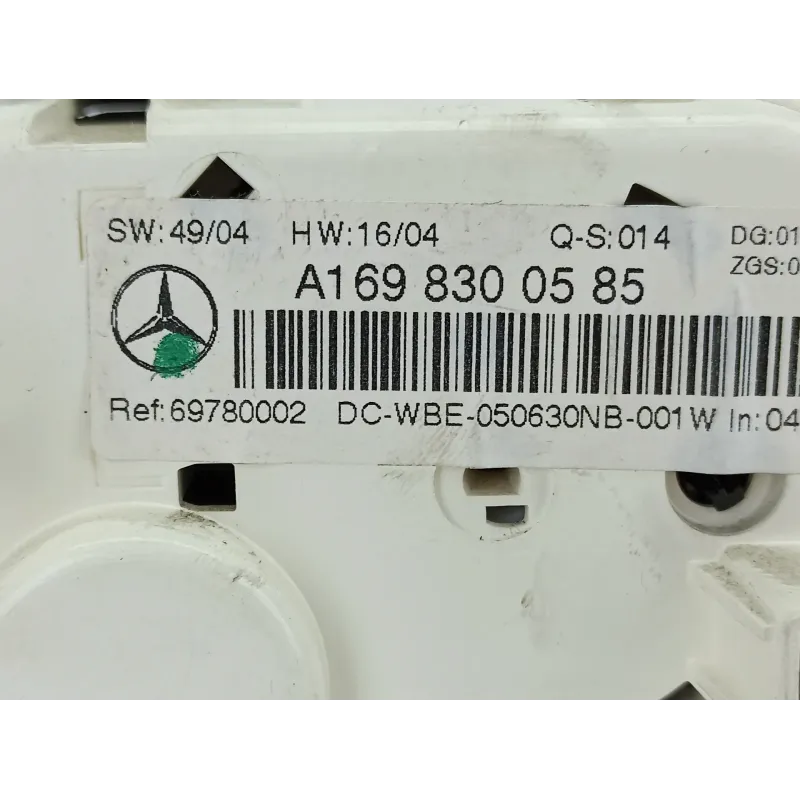 SW:49/04 HW:16/04 Q-S:014 DG:01
ZGS:0
A169 830 05 85
Ref:69780002 DC-WBE-050630NB-001W In:04